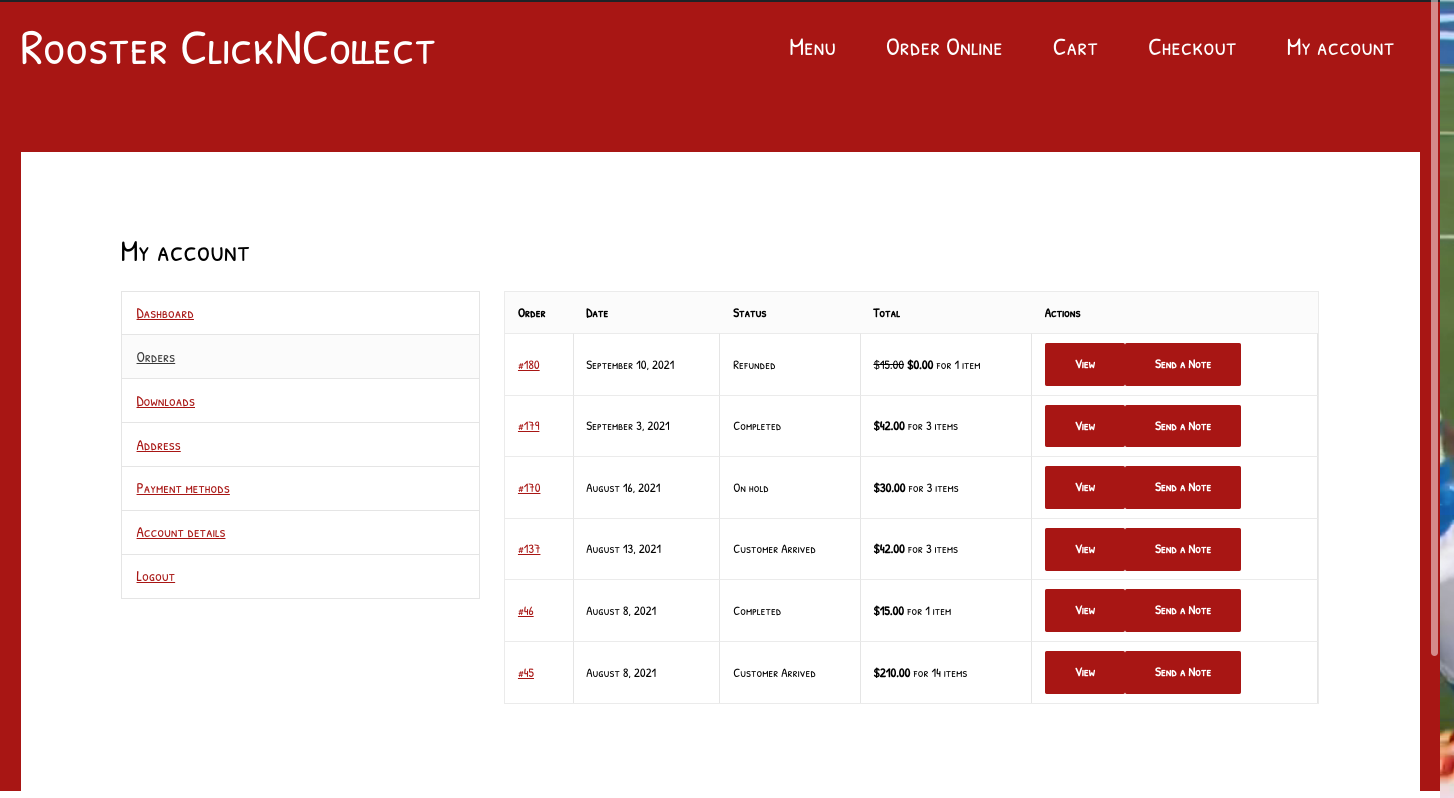 Rooster ClickNCollect
Menu Order Online Cart Checkout My account
My account
Dashboard
Orders
Downloads
Address
Payment methods
Account details
Logout
Order Date Status Total Actions
#180 September 10, 2021 Refunded $15.00 $0.00 for 1 item View Send a Note
#179 September 3, 2021 Completed $42.00 for 3 items View Send a Note
#170 August 16, 2021 On hold $30.00 for 3 items View Send a Note
#137 August 13, 2021 Customer Arrived $42.00 for 3 items View Send a Note
#46 August 8, 2021 Completed $15.00 for 1 item View Send a Note
#45 August 8, 2021 Customer Arrived $210.00 for 14 items View Send a Note